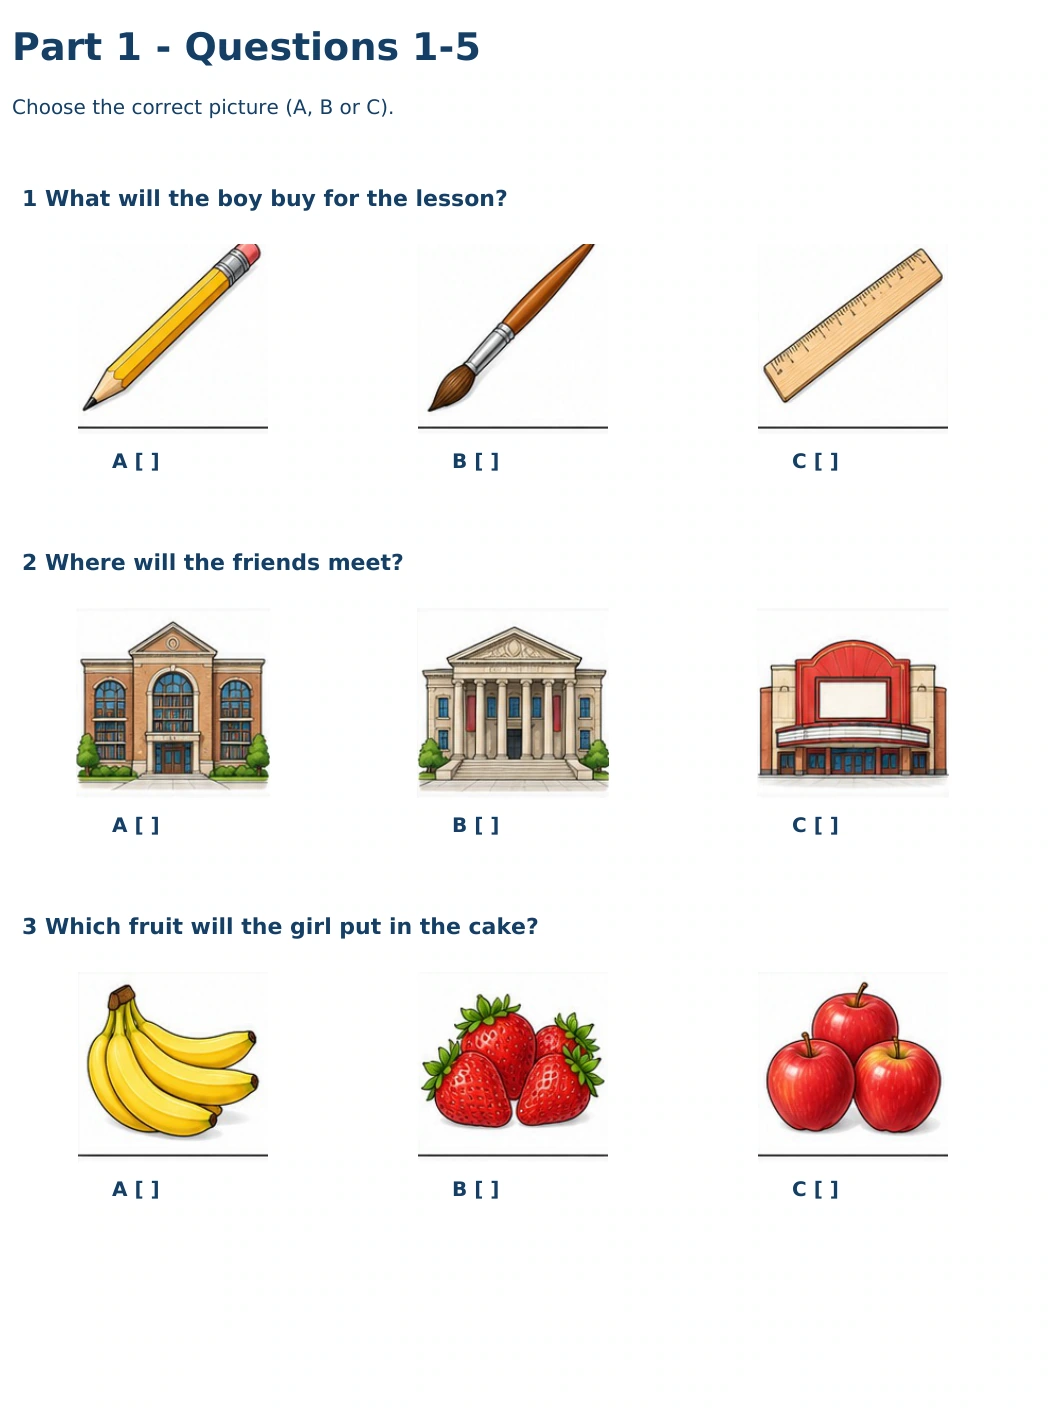 Part 1 - Questions 1-5
Choose the correct picture (A, B or C).
1 What will the boy buy for the lesson?
A [ ] B [ ] C [ ]
2 Where will the friends meet?
A [ ] B [ ] C [ ]
3 Which fruit will the girl put in the cake?
A [ ] B [ ] C [ ]